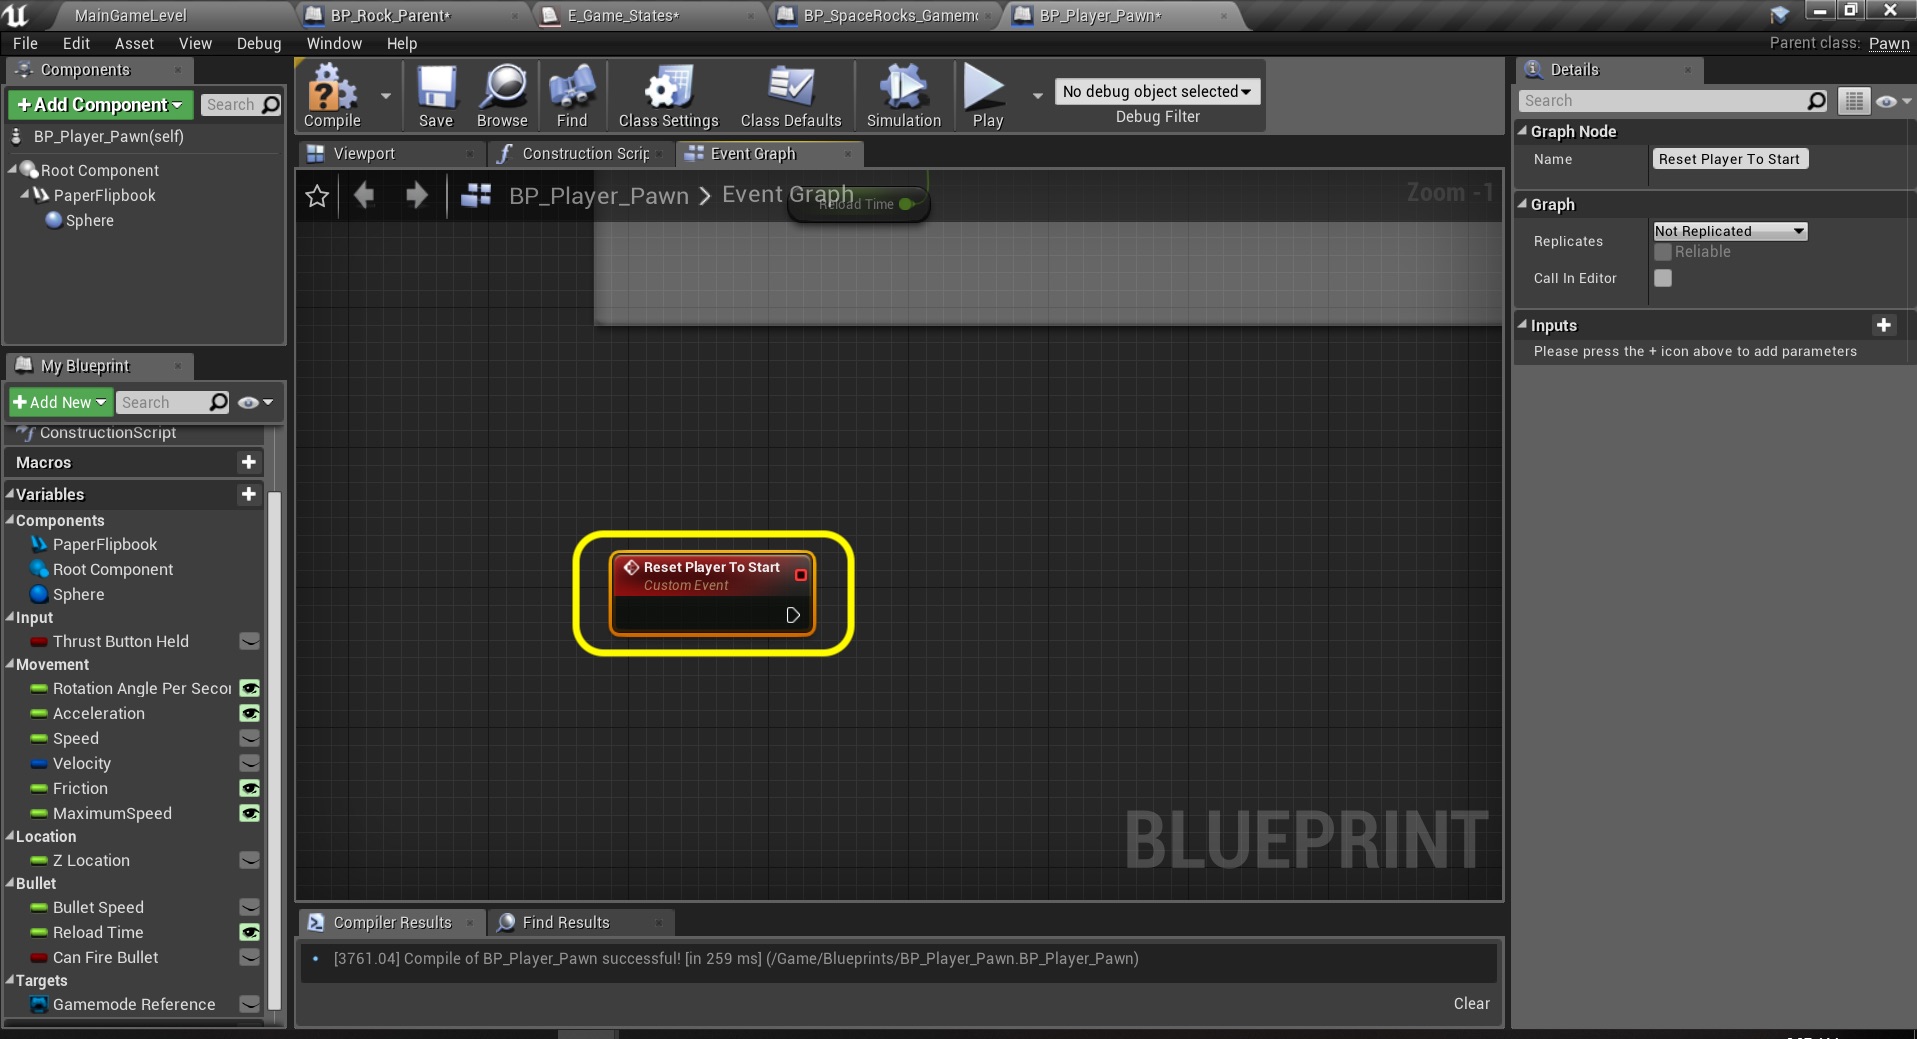 MainGameLevel
BP_Rock_Parent*
E_Game_States*
BP_SpaceRocks_Gamemo
BP_Player_Pawn*
File Edit Asset View Debug Window Help
Parent class: Pawn
Components
+Add Component
Search
BP_Player_Pawn(self)
Root Component
PaperFlipbook
Sphere
Compile
Save
Browse
Find
Class Settings
Class Defaults
Simulation
Play
No debug object selected
Debug Filter
Viewport
Construction Scrip
Event Graph
BP_Player_Pawn > Event Graph
Reload Time
Zoom -1
Reset Player To Start
Custom Event
BLUEPRINT
My Blueprint
+Add New
Search
ConstructionScript
Macros
Variables
Components
PaperFlipbook
Root Component
Sphere
Input
Thrust Button Held
Movement
Rotation Angle Per Secon
Acceleration
Speed
Velocity
Friction
MaximumSpeed
Location
Z Location
Bullet
Bullet Speed
Reload Time
Can Fire Bullet
Targets
Gamemode Reference
Compiler Results
Find Results
[3761.04] Compile of BP_Player_Pawn successful! [in 259 ms] (/Game/Blueprints/BP_Player_Pawn.BP_Player_Pawn)
Clear
Details
Search
Graph Node
Name
Reset Player To Start
Graph
Replicates
Not Replicated
Reliable
Call In Editor
Inputs
Please press the + icon above to add parameters